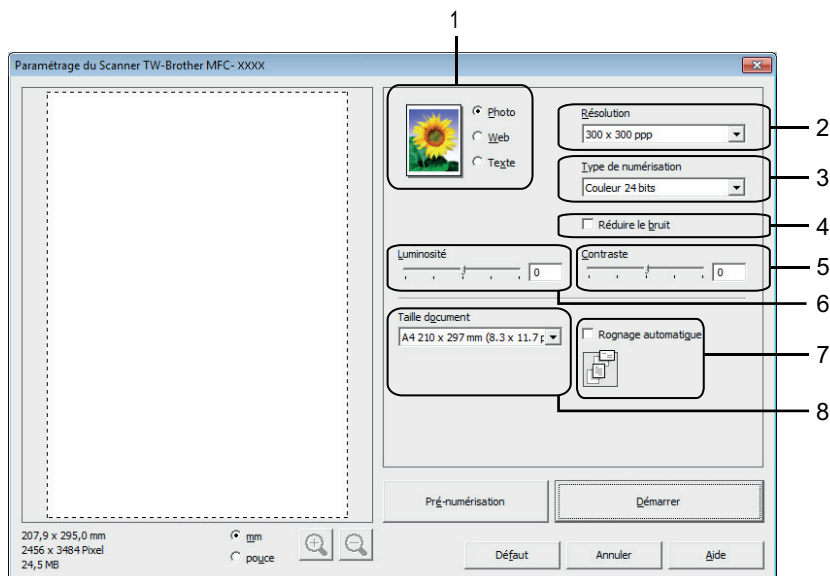 1
Paramétrage du Scanner TW-Brother MFC- XXXX
Photo
Web
Texte
Résolution
300 x 300 ppp
2
Type de numérisation
Couleur 24 bits
3
Réduire le bruit
4
Luminosité
0
Contraste
0
5
6
Taille document
A4 210 x 297 mm (8.3 x 11.7 p
Rognage automatique
7
8
Pré-numérisation
Démarrer
207,9 x 295,0 mm
2456 x 3484 Pixel
24,5 MB
mm
pouce
Défaut
Annuler
Aide